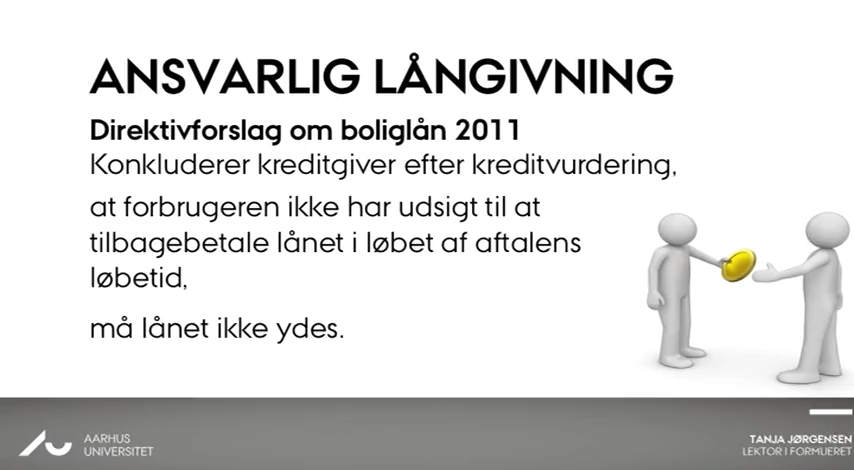 ANSVARLIG LÅNGIVNING
Direktivforslag om boliglån 2011
Konkluderer kreditgiver efter kreditvurdering,
at forbrugeren ikke har udsigt til at
tilbagebetale lånet i løbet af aftalens
løbetid,
må lånet ikke ydes.
AARHUS
UNIVERSITET
TANJA JØRGENSEN
LEKTOR I FORMUERET